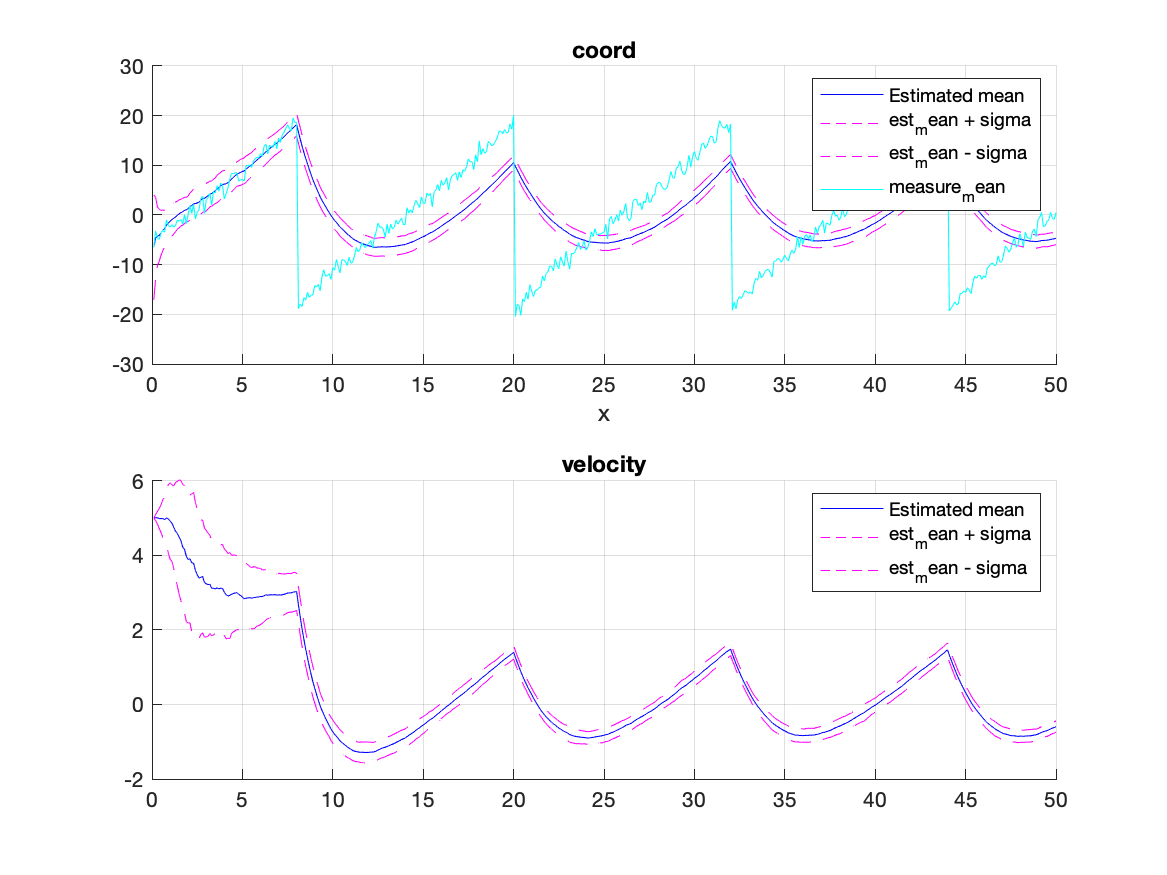 coord
30
20
10
0
-10
-20
-30
Estimated mean
est_mean + sigma
est_mean - sigma
measure_mean
0 5 10 15 20 25 30 35 40 45 50
x
velocity
6
4
2
0
-2
Estimated mean
est_mean + sigma
est_mean - sigma
0 5 10 15 20 25 30 35 40 45 50